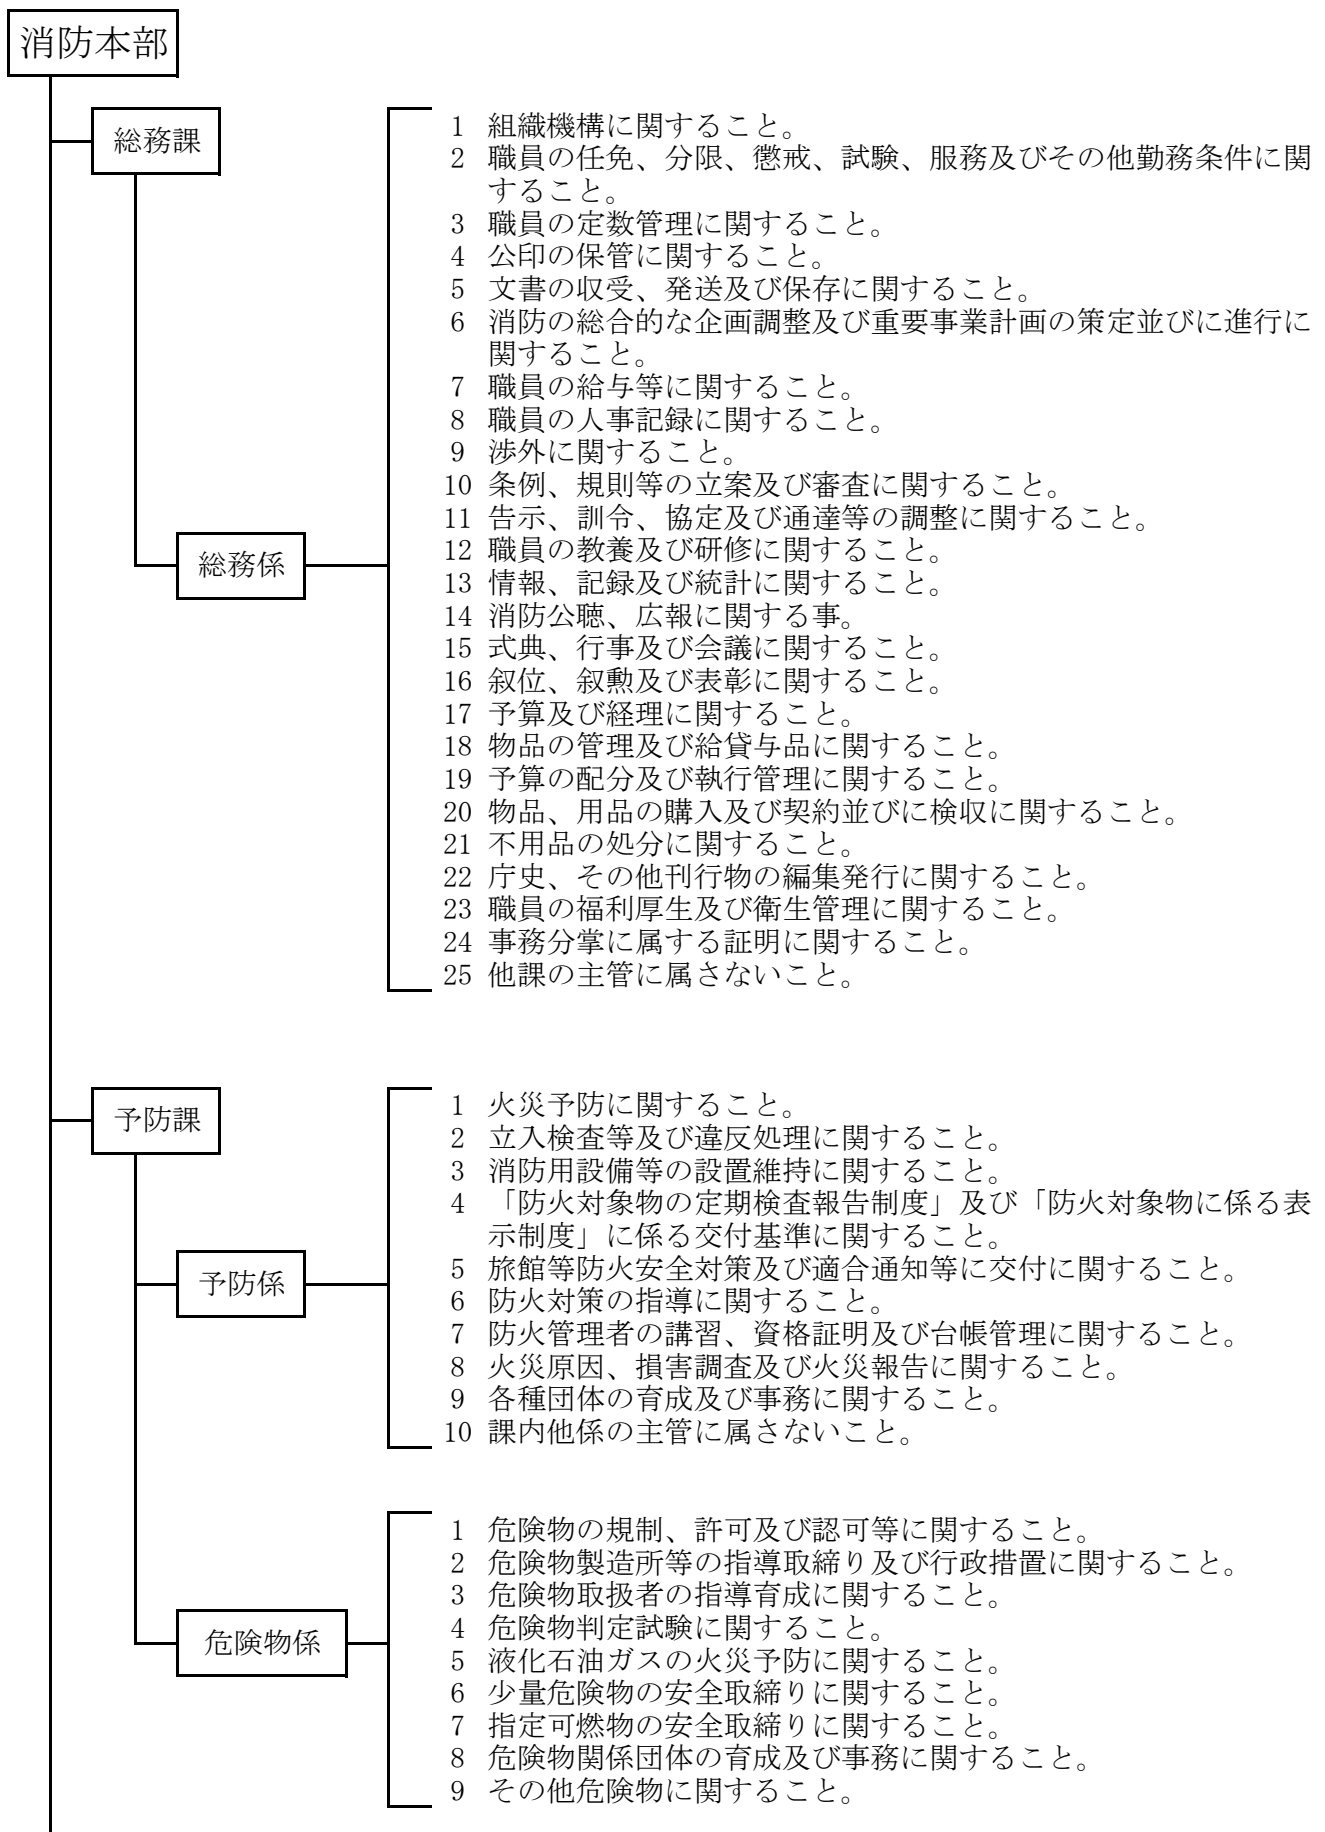 消防本部
総務課
総務係
1 組織機構に関すること。
2 職員の任免、分限、懲戒、試験、服務及びその他勤務条件に関
すること。
3 職員の定数管理に関すること。
4 公印の保管に関すること。
5 文書の収受、発送及び保存に関すること。
6 消防の総合的な企画調整及び重要事業計画の策定並びに進行に
関すること。
7 職員の給与等に関すること。
8 職員の人事記録に関すること。
9 渉外に関すること。
10 条例、規則等の立案及び審査に関すること。
11 告示、訓令、協定及び通達等の調整に関すること。
12 職員の教養及び研修に関すること。
13 情報、記録及び統計に関すること。
14 消防公聴、広報に関する事。
15 式典、行事及び会議に関すること。
16 叙位、叙勲及び表彰に関すること。
17 予算及び経理に関すること。
18 物品の管理及び給貸与品に関すること。
19 予算の配分及び執行管理に関すること。
20 物品、用品の購入及び契約並びに検収に関すること。
21 不用品の処分に関すること。
22 庁史、その他刊行物の編集発行に関すること。
23 職員の福利厚生及び衛生管理に関すること。
24 事務分掌に属する証明に関すること。
25 他課の主管に属さないこと。
予防課
予防係
1 火災予防に関すること。
2 立入検査等及び違反処理に関すること。
3 消防用設備等の設置維持に関すること。
4 「防火対象物の定期検査報告制度」及び「防火対象物に係る表
示制度」に係る交付基準に関すること。
5 旅館等防火安全対策及び適合通知等に交付に関すること。
6 防火対策の指導に関すること。
7 防火管理者の講習、資格証明及び台帳管理に関すること。
8 火災原因、損害調査及び火災報告に関すること。
9 各種団体の育成及び事務に関すること。
10 課内他係の主管に属さないこと。
危険物係
1 危険物の規制、許可及び認可等に関すること。
2 危険物製造所等の指導取締り及び行政措置に関すること。
3 危険物取扱者の指導育成に関すること。
4 危険物判定試験に関すること。
5 液化石油ガスの火災予防に関すること。
6 少量危険物の安全取締りに関すること。
7 指定可燃物の安全取締りに関すること。
8 危険物関係団体の育成及び事務に関すること。
9 その他危険物に関すること。